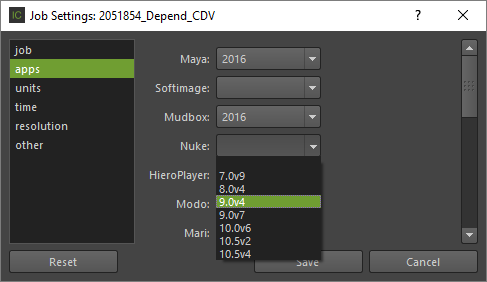 IC Job Settings: 2051854_Depend_CDV ? ×
job
apps
units
time
resolution
other
Maya: 2016
Softimage:
Mudbox: 2016
Nuke:
7.0v9
8.0v4
9.0v4
9.0v7
10.0v6
10.5v2
10.5v4
HieroPlayer:
Modo:
Mari:
Reset
Save
Cancel